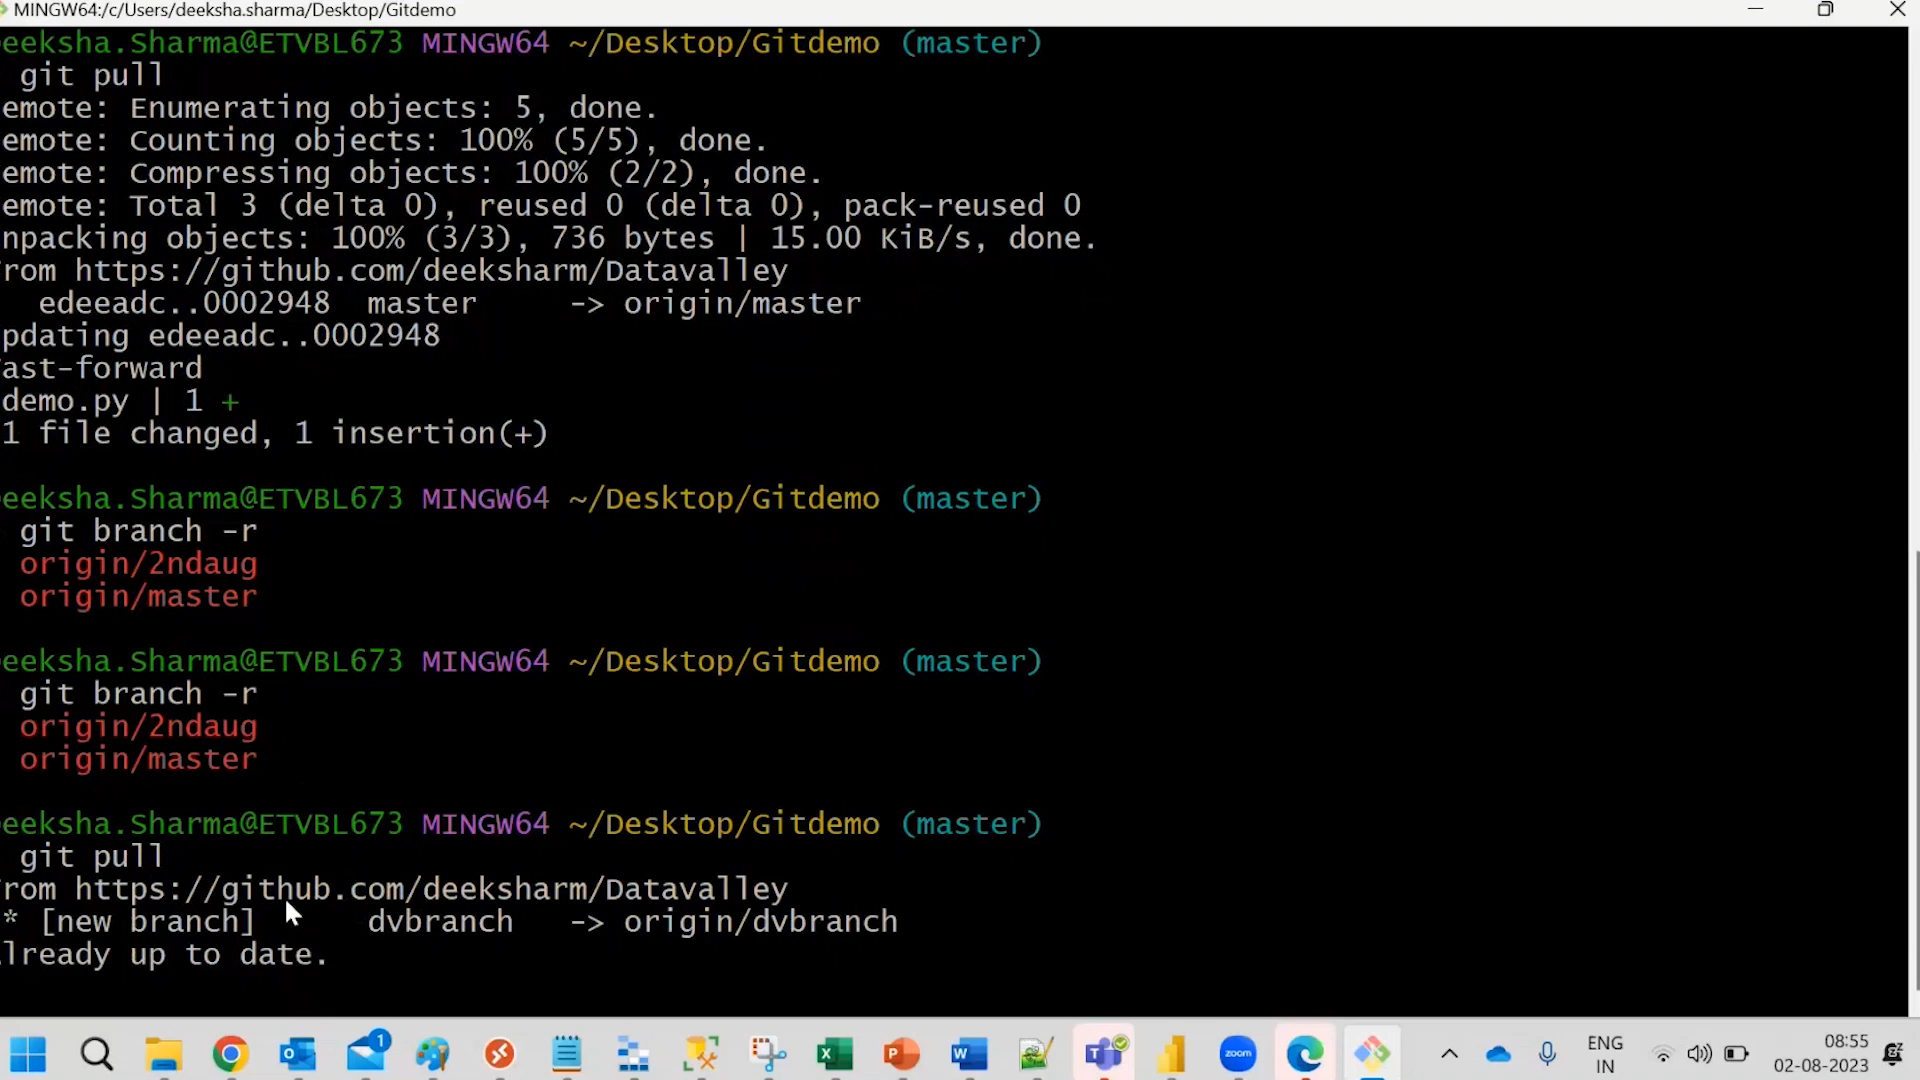 MINGW64:/c/Users/deeksha.sharma/Desktop/Gitdemo
eeksha.Sharma@ETVBL673 MINGW64 ~/Desktop/Gitdemo (master)
git pull
emote: Enumerating objects: 5, done.
emote: Counting objects: 100% (5/5), done.
emote: Compressing objects: 100% (2/2), done.
emote: Total 3 (delta 0), reused 0 (delta 0), pack-reused 0
npacking objects: 100% (3/3), 736 bytes | 15.00 KiB/s, done.
rom https://github.com/deeksharm/Datavalley
edeeadc..0002948 master -> origin/master
pdating edeeadc..0002948
ast-forward
demo.py | 1 +
1 file changed, 1 insertion(+)
eeksha.Sharma@ETVBL673 MINGW64 ~/Desktop/Gitdemo (master)
git branch -r
origin/2ndaug
origin/master
eeksha.Sharma@ETVBL673 MINGW64 ~/Desktop/Gitdemo (master)
git branch -r
origin/2ndaug
origin/master
eeksha.Sharma@ETVBL673 MINGW64 ~/Desktop/Gitdemo (master)
git pull
rom https://github.com/deeksharm/Datavalley
* [new branch] dvbranch -> origin/dvbranch
lready up to date.
1
zoom
ENG
IN
08:55
02-08-2023